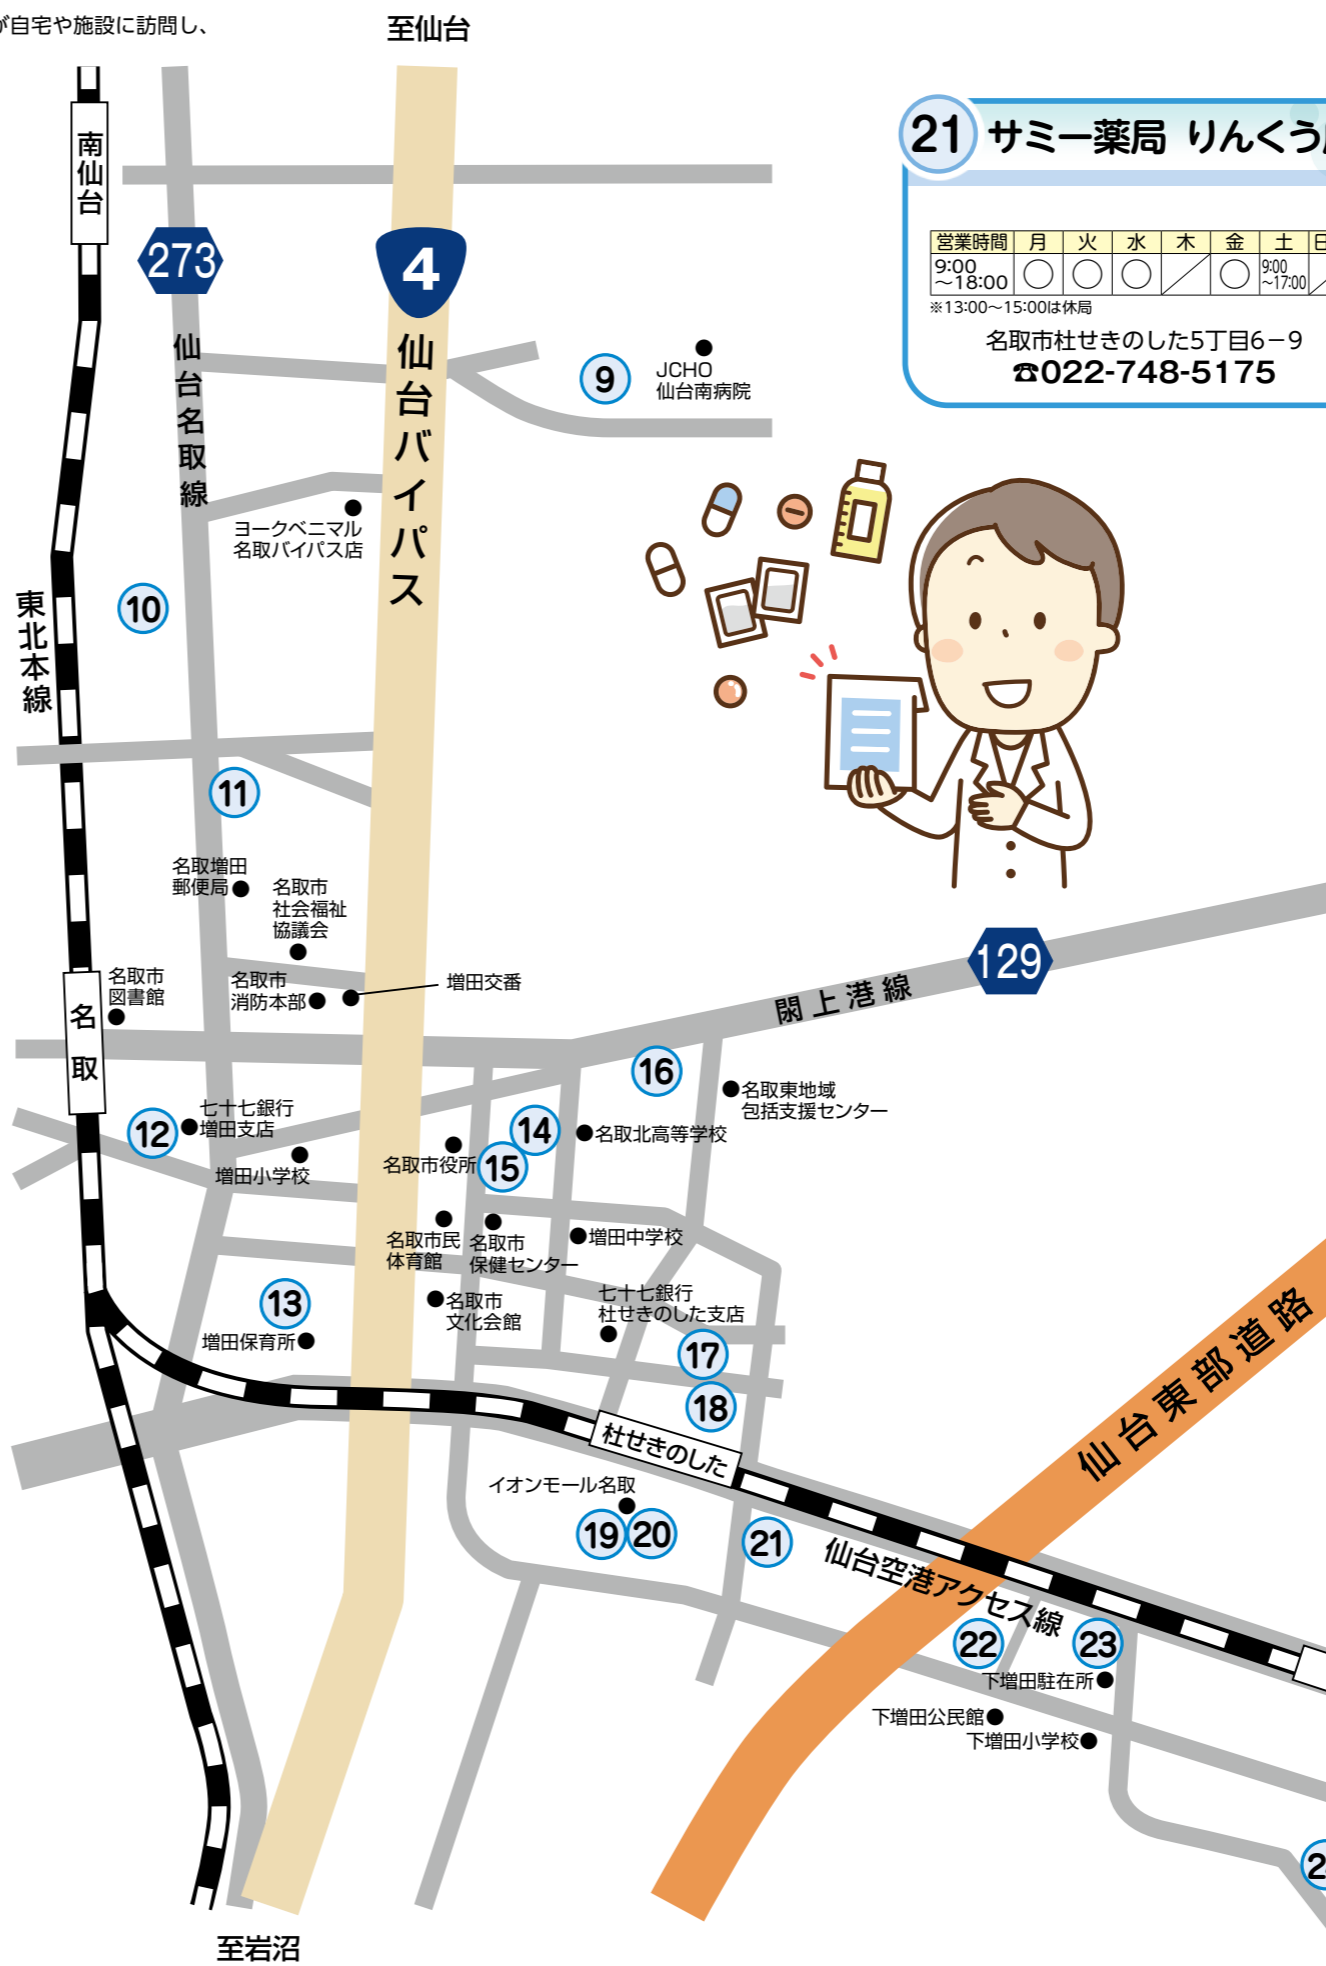 が自宅や施設に訪問し、
至仙台
南仙台
273
仙台名取線
4
仙台バイパス
21 サミー薬局 りんくう
営業時間 月 火 水 木 金 土 日
9:00～18:00 ○ ○ ○ ／ ○ 9:00～17:00 ／
※13:00～15:00は休局
名取市杜せきのした5丁目6－9
☎022-748-5175
9
JCHO
仙台南病院
ヨークベニマル
名取バイパス店
10
東北本線
11
名取増田
郵便局
名取市
社会福祉
協議会
名取市
図書館
名取市
消防本部
増田交番
名取
129
閖上港線
16
名取東地域
包括支援センター
12
七十七銀行
増田支店
14
名取北高等学校
増田小学校
名取市役所
15
名取市民
体育館
名取市
保健センター
増田中学校
13
名取市
文化会館
七十七銀行
杜せきのした支店
増田保育所
17
18
杜せきのした
仙台東部道路
イオンモール名取
19
20
21
仙台空港アクセス線
22
23
下増田駐在所
下増田公民館
下増田小学校
2
至岩沼